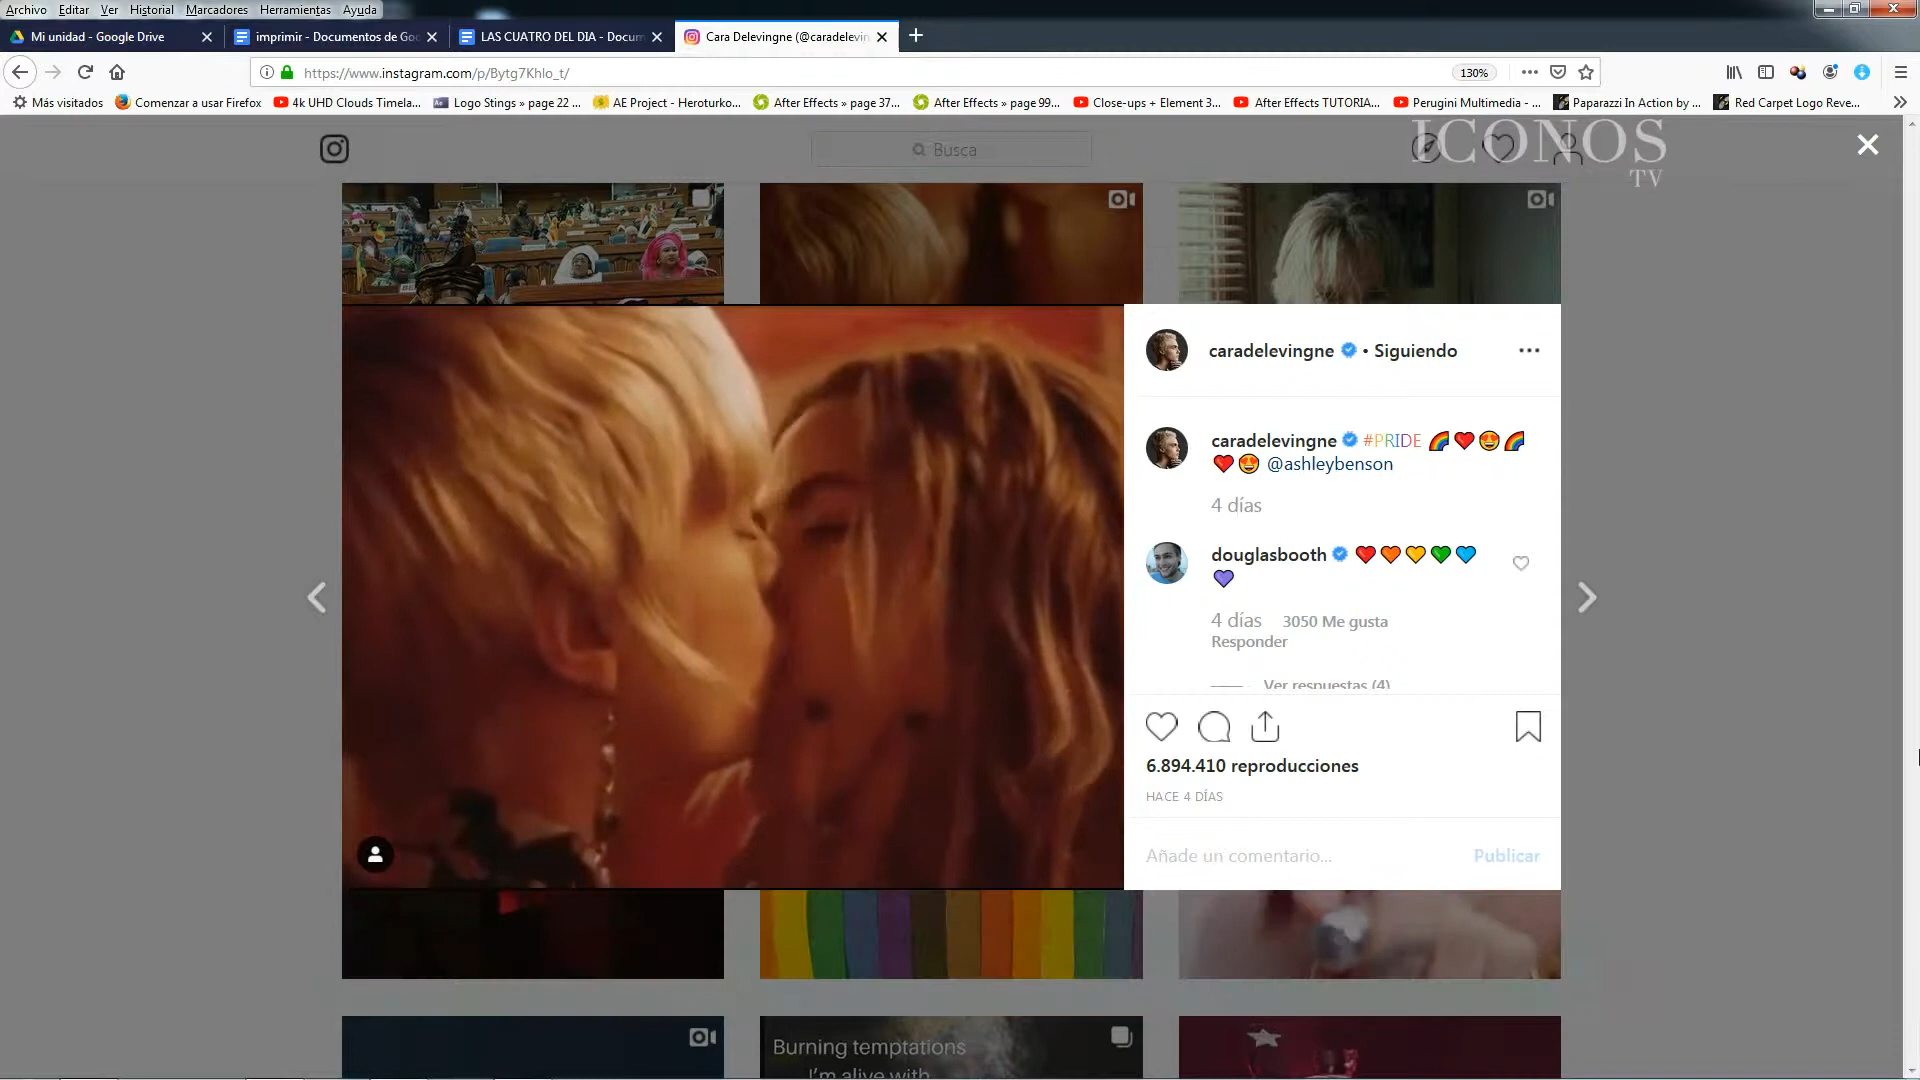 Archivo Editar Ver Historial Marcadores Herramientas Ayuda
Mi unidad - Google Drive
imprimir - Documentos de Goo
LAS CUATRO DEL DIA - Docum
Cara Delevingne (@caradelevin
https://www.instagram.com/p/Bytg7Khlo_t/
130%
Más visitados
Comenzar a usar Firefox
4k UHD Clouds Timela...
Logo Stings » page 22 ...
AE Project - Heroturko...
After Effects » page 37...
After Effects » page 99...
Close-ups + Element 3...
After Effects TUTORIA...
Perugini Multimedia - ...
Paparazzi In Action by ...
Red Carpet Logo Reve...
Busca
ICONOS
TV
caradelevingne • Siguiendo
caradelevingne #PRIDE 🌈❤️😍🌈
❤️😍 @ashleybenson
4 días
douglasbooth ❤️🧡💛💚💙
💜
4 días 3050 Me gusta
Responder
Ver respuestas (4)
6.894.410 reproducciones
HACE 4 DÍAS
Añade un comentario... Publicar
Burning temptations
I'm alive with